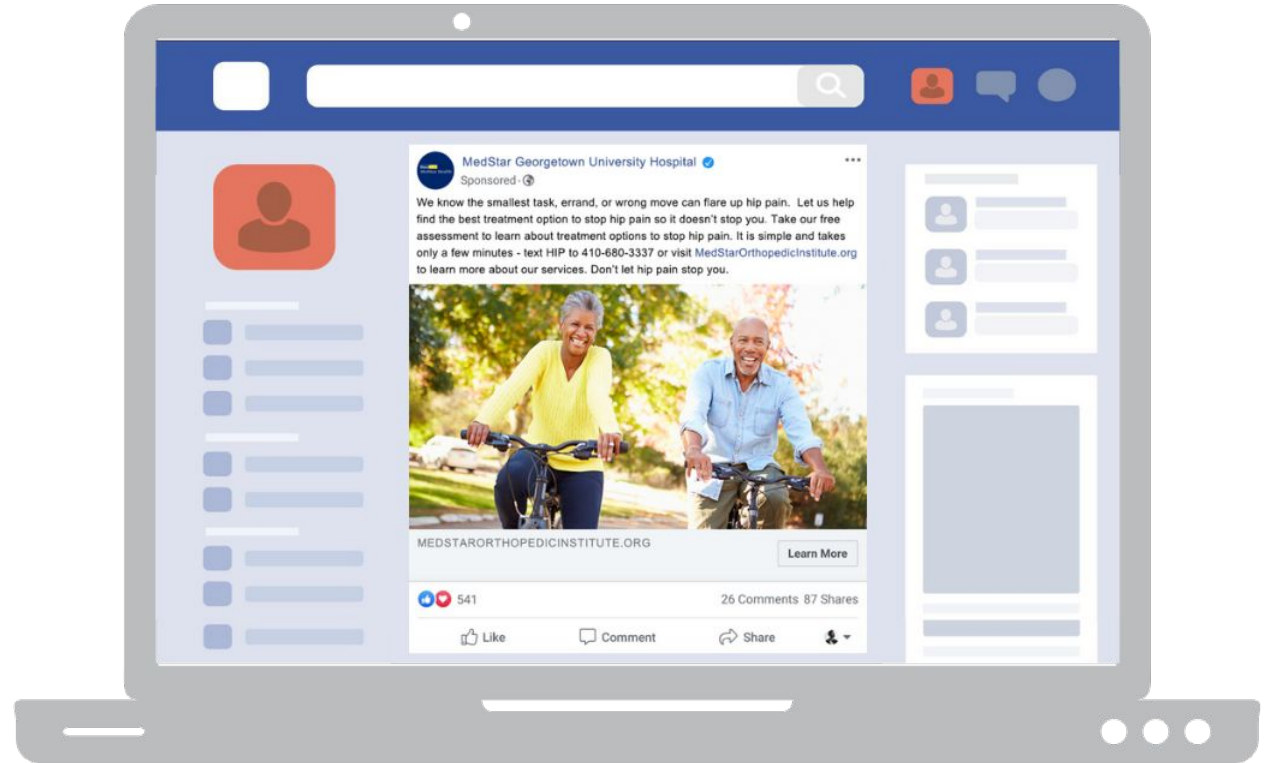 MedStar Georgetown University Hospital
Sponsored ·
We know the smallest task, errand, or wrong move can flare up hip pain. Let us help
find the best treatment option to stop hip pain so it doesn't stop you. Take our free
assessment to learn about treatment options to stop hip pain. It is simple and takes
only a few minutes - text HIP to 410-680-3337 or visit MedStarOrthopedicInstitute.org
to learn more about our services. Don't let hip pain stop you.
MEDSTARORTHOPEDICINSTITUTE.ORG
Learn More
541
26 Comments 87 Shares
Like
Comment
Share